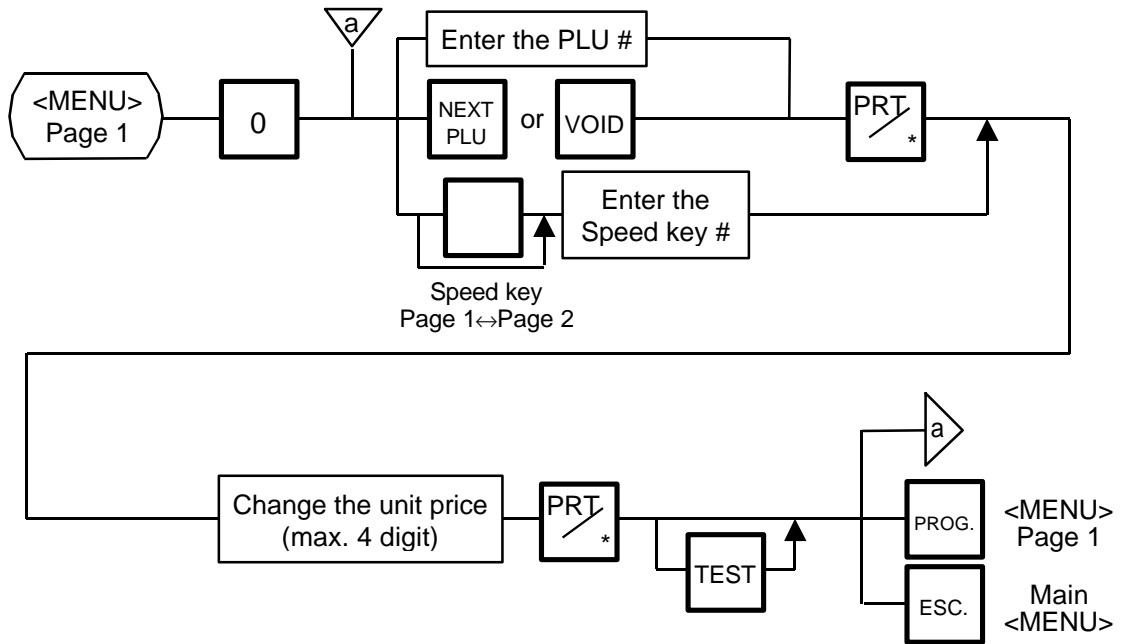 a
Enter the PLU #
<MENU>
Page 1
0
NEXT
PLU
or
VOID
PRT
*
Enter the
Speed key #
Speed key
Page 1↔Page 2
a
Change the unit price
(max. 4 digit)
PRT
*
TEST
PROG.
<MENU>
Page 1
ESC.
Main
<MENU>